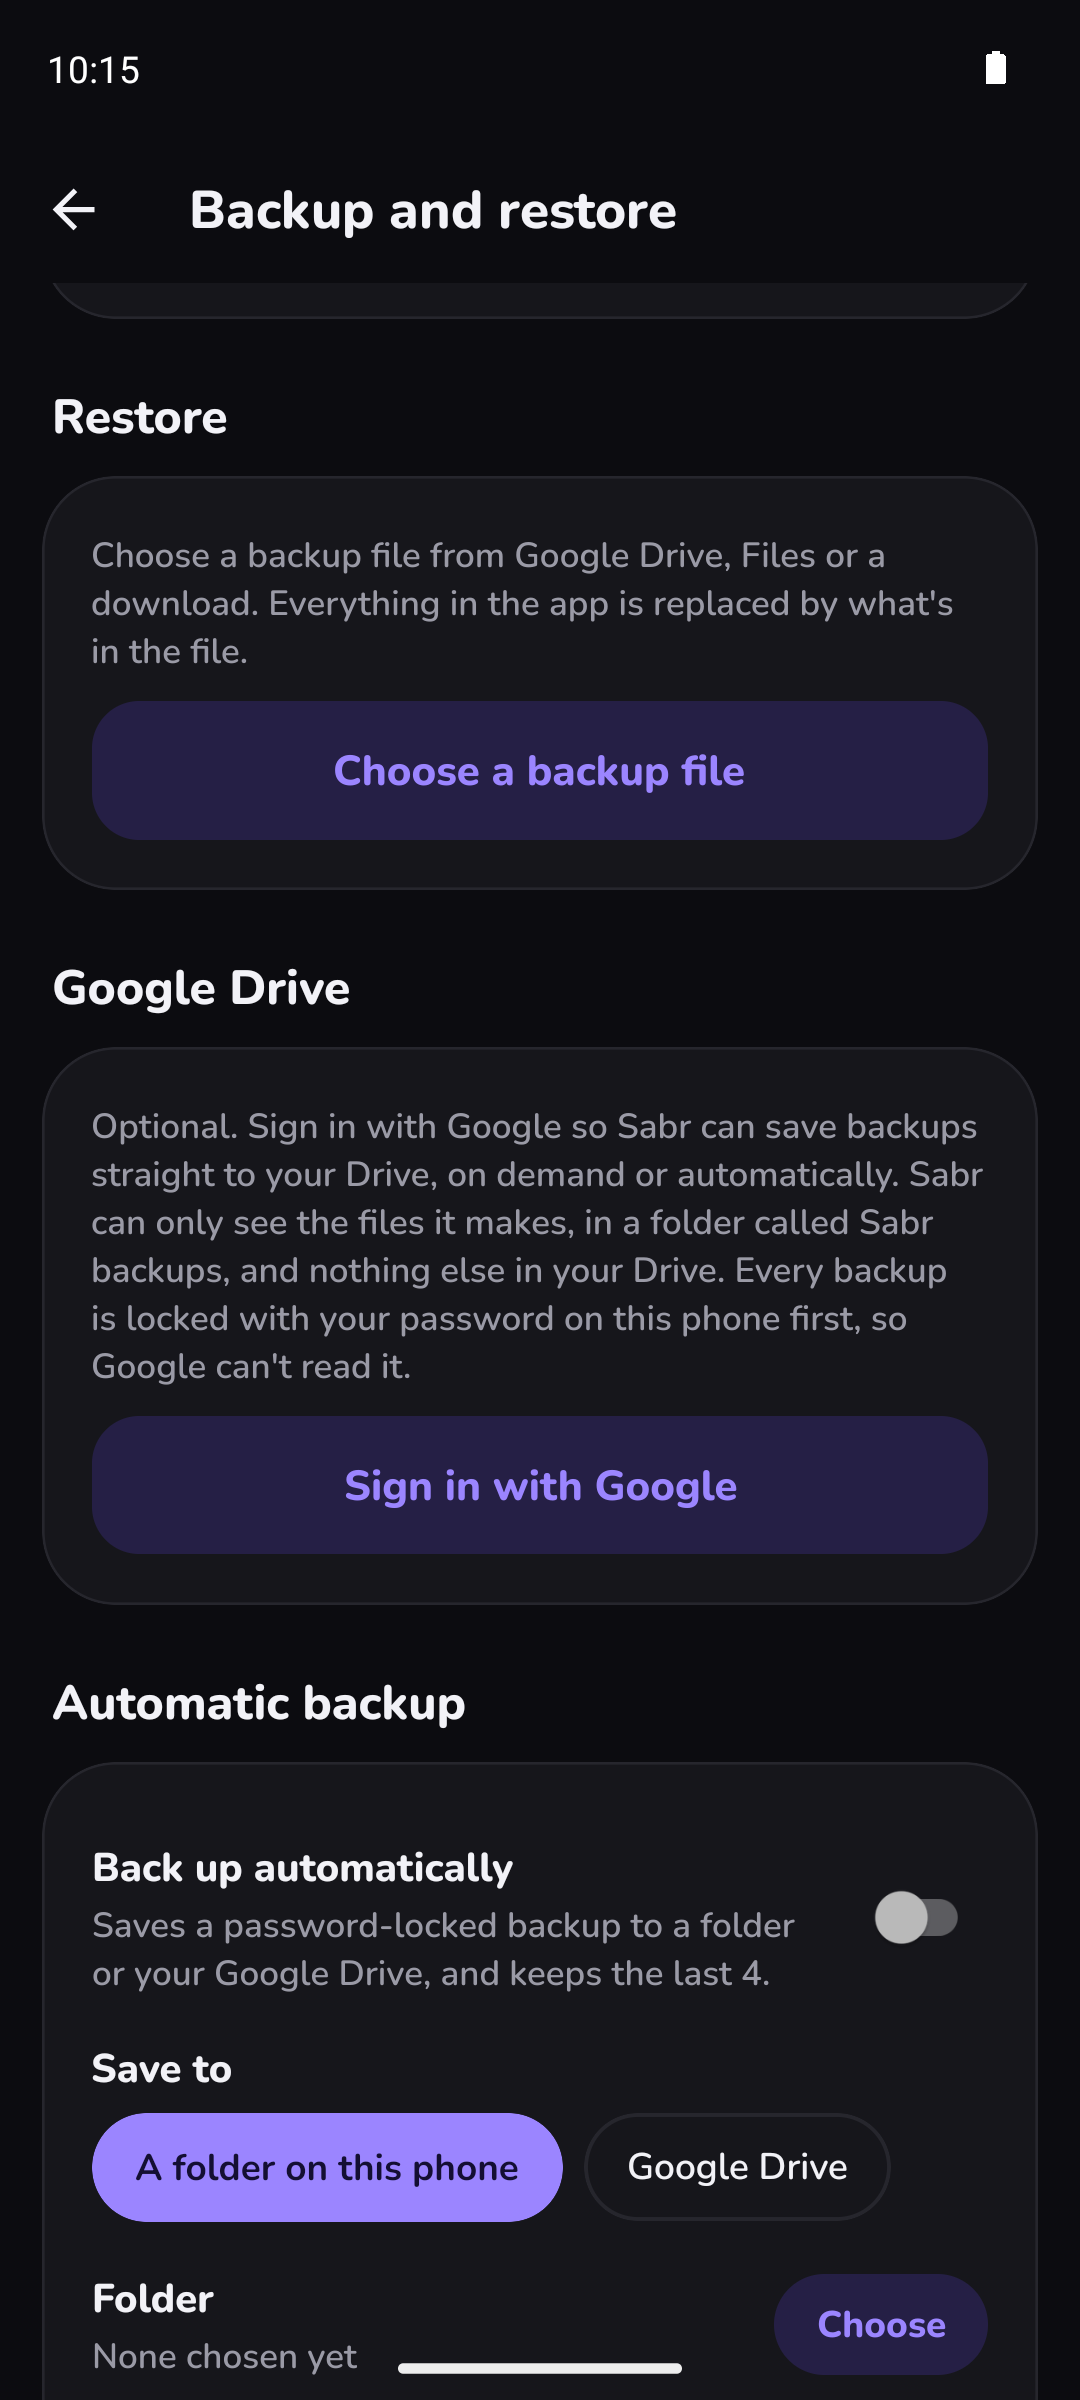 10:15
Backup and restore
Restore
Choose a backup file from Google Drive, Files or a
download. Everything in the app is replaced by what's
in the file.
Choose a backup file
Google Drive
Optional. Sign in with Google so Sabr can save backups
straight to your Drive, on demand or automatically. Sabr
can only see the files it makes, in a folder called Sabr
backups, and nothing else in your Drive. Every backup
is locked with your password on this phone first, so
Google can't read it.
Sign in with Google
Automatic backup
Back up automatically
Saves a password-locked backup to a folder
or your Google Drive, and keeps the last 4.
Save to
A folder on this phone
Google Drive
Folder
None chosen yet
Choose